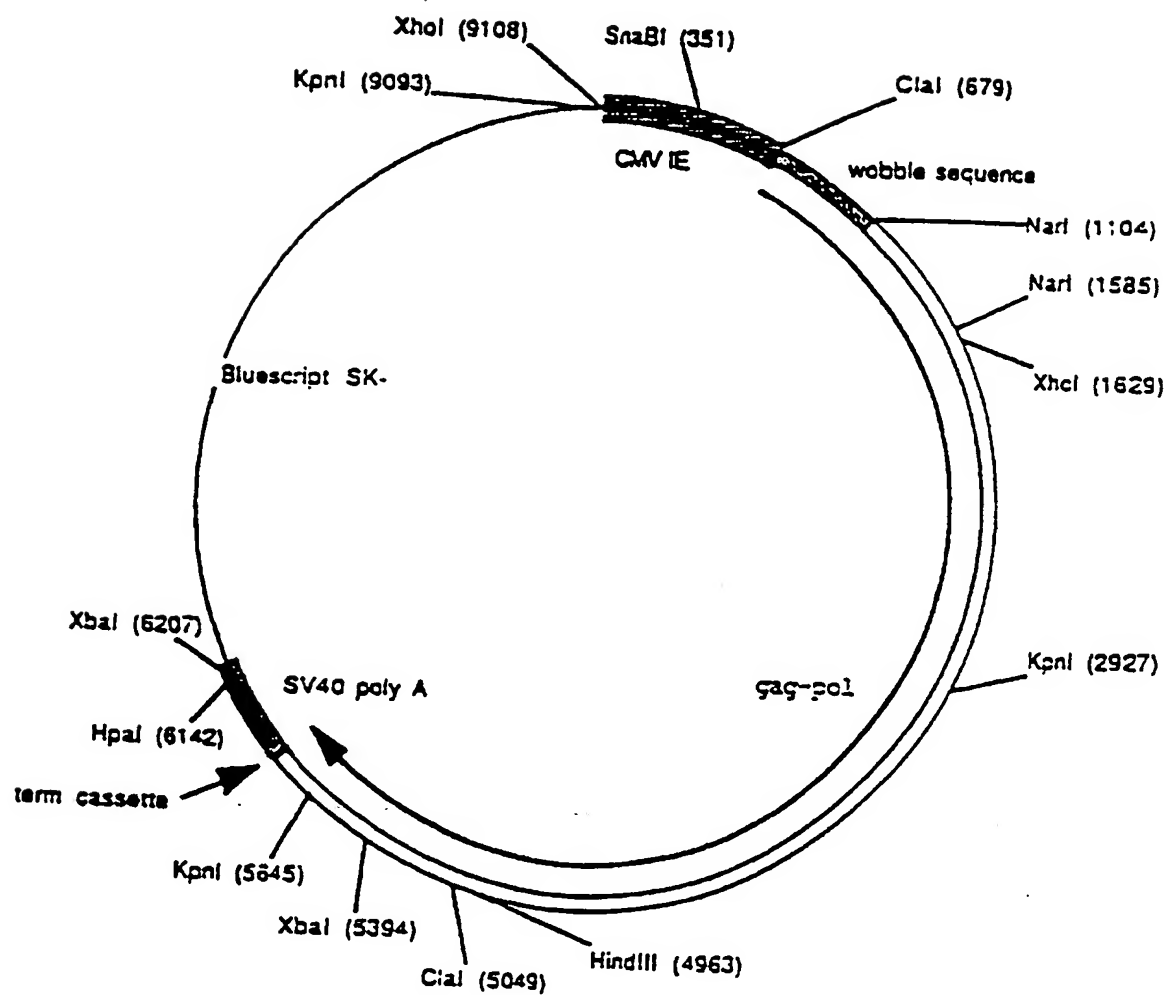 XhoI (9108)
SnaBI (351)
KpnI (9093)
ClaI (679)
CMV IE
wobble sequence
NarI (1104)
NarI (1585)
XhoI (1629)
Bluescript SK-
XbaI (6207)
SV40 poly A
gag-pol
KpnI (2927)
HpaI (6142)
term cassette
KpnI (5645)
XbaI (5394)
HindIII (4963)
ClaI (5049)